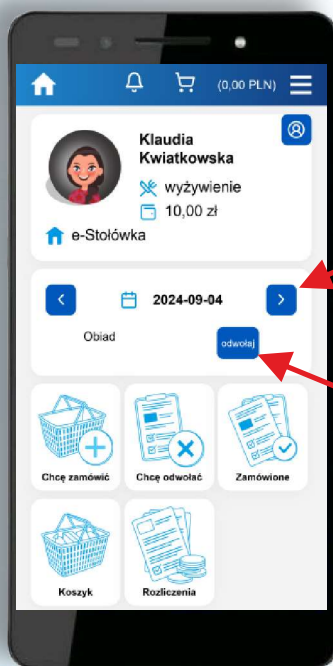 (0,00 PLN)
Klaudia
Kwiatkowska
wyżywienie
10,00 zł
e-Stołówka
2024-09-04
Obiad
odwołaj
Chcę zamówić
Chcę odwołać
Zamówione
Koszyk
Rozliczenia